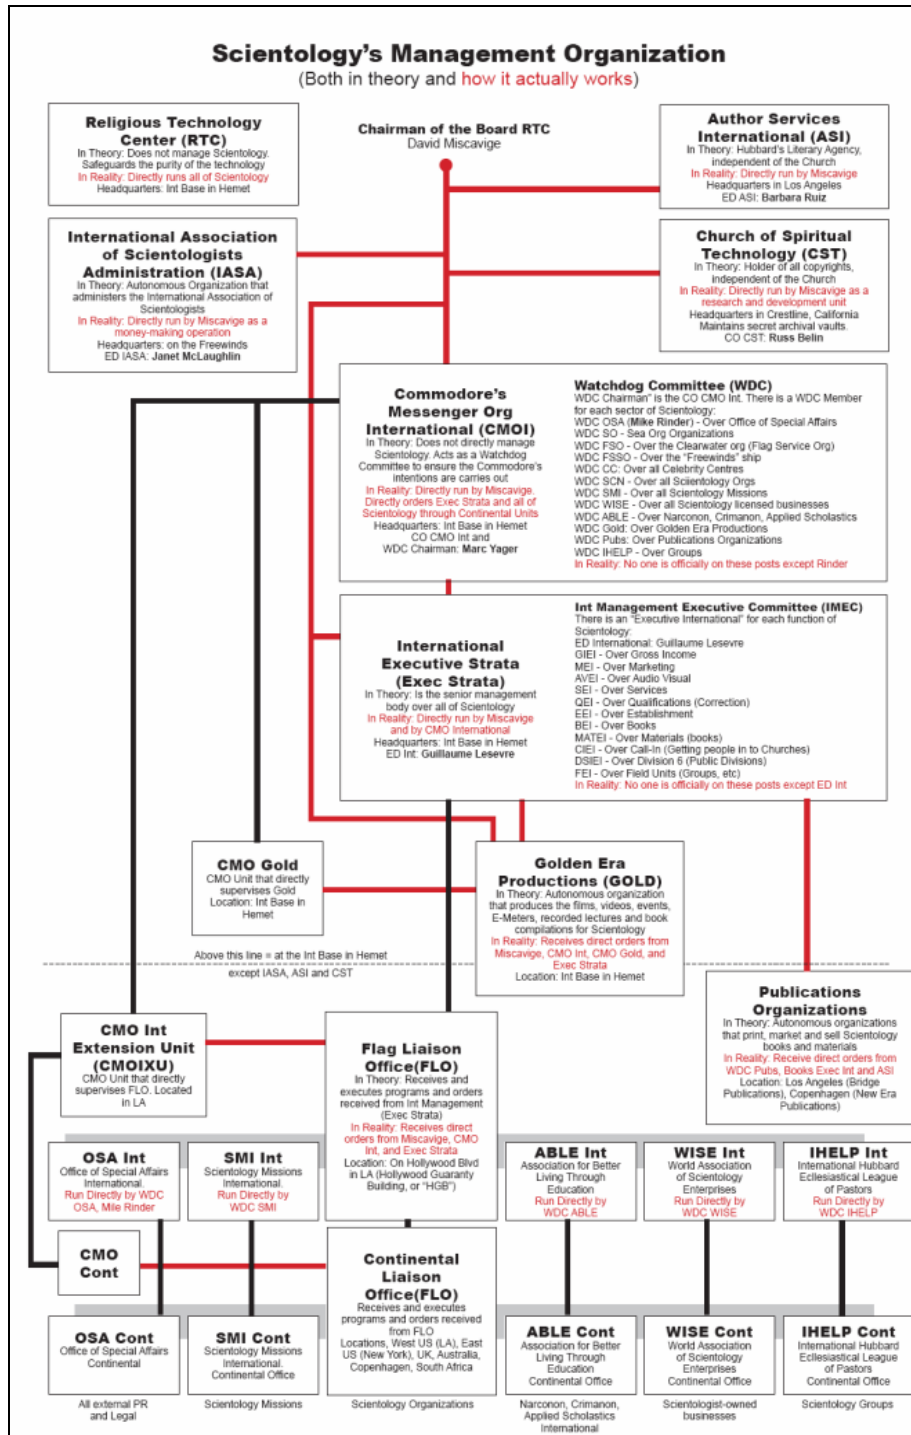 Scientology's Management Organization
(Both in theory and how it actually works)
Religious Technology
Center (RTC)
In Theory: Does not manage Scientology.
Safeguards the purity of the technology
In Reality: Directly runs all of Scientology
Headquarters: Int Base in Hemet
Chairman of the Board RTC
David Miscavige
Author Services
International (ASI)
In Theory: Hubbard's Literary Agency,
independent of the Church
In Reality: Directly run by Miscavige
Headquarters in Los Angeles
ED ASI: Barbara Ruiz
International Association
of Scientologists
Administration (IASA)
In Theory: Autonomous Organization that
administers the International Association of
Scientologists
In Reality: Directly run by Miscavige as a
money-making operation
Headquarters: on the Freewinds
ED IASA: Janet McLaughlin
Church of Spiritual
Technology (CST)
In Theory: Holder of all copyrights,
independent of the Church
In Reality: Directly run by Miscavige as a
research and development unit
Headquarters in Crestline, California
Maintains secret archival vaults.
CO CST: Russ Belin
Commodore's
Messenger Org
International (CMOI)
In Theory: Does not directly manage
Scientology. Acts as a Watchdog
Committee to ensure the Commodore's
intentions are carries out
In Reality: Directly run by Miscavige.
Directly orders Exec Strata and all of
Scientology through Continental Units
Headquarters: Int Base in Hemet
CO CMO Int and
WDC Chairman: Marc Yager
Watchdog Committee (WDC)
WDC Chairman" is the CO CMO Int. There is a WDC Member
for each sector of Scientology:
WDC OSA (Mike Rinder) - Over Office of Special Affairs
WDC SO - Sea Org Organizations
WDC FSO - Over the Clearwater org (Flag Service Org)
WDC FSSO - Over the "Freewinds" ship
WDC CC: Over all Celebrity Centres
WDC SCN - Over all Sciientology Orgs
WDC SMI - Over all Scientology Missions
WDC WISE - Over all Scientology licensed businesses
WDC ABLE - Over Narconon, Crimanon, Applied Scholastics
WDC Gold: Over Golden Era Productions
WDC Pubs: Over Publications Organizations
WDC IHELP - Over Groups
In Reality: No one is officially on these posts except Rinder
International
Executive Strata
(Exec Strata)
In Theory: Is the senior management
body over all of Scientology
In Reality: Directly run by Miscavige
and by CMO International
Headquarters: Int Base in Hemet
ED Int: Guillaume Lesevre
Int Management Executive Committee (IMEC)
There is an "Executive International" for each function of
Scientology:
ED International: Guillaume Lesevre
GIEI - Over Gross Income
MEI - Over Marketing
AVEI - Over Audio Visual
SEI - Over Services
QEI - Over Qualifications (Correction)
EEI - Over Establishment
BEI - Over Books
MATEI - Over Materials (books)
CIEI - Over Call-In (Getting people in to Churches)
DSIEI - Over Division 6 (Public Divisions)
FEI - Over Field Units (Groups, etc)
In Reality: No one is officially on these posts except ED Int
CMO Gold
CMO Unit that directly
supervises Gold
Location: Int Base in
Hemet
Golden Era
Productions (GOLD)
In Theory: Autonomous organization
that produces the films, videos, events,
E-Meters, recorded lectures and book
compilations for Scientology
In Reality: Receives direct orders from
Miscavige, CMO Int, CMO Gold, and
Exec Strata
Location: Int Base in Hemet
Above this line = at the Int Base in Hemet
except IASA, ASI and CST
Publications
Organizations
In Theory: Autonomous organizations
that print, market and sell Scientology
books and materials
In Reality: Receive direct orders from
WDC Pubs, Books Exec Int and ASI
Location: Los Angeles (Bridge
Publications), Copenhagen (New Era
Publications)
CMO Int
Extension Unit
(CMOIXU)
CMO Unit that directly
supervises FLO. Located
in LA
Flag Liaison
Office(FLO)
In Theory: Receives and
executes programs and orders
received from Int Management
(Exec Strata)
In Reality: Receives direct
orders from Miscavige, CMO
Int, and Exec Strata
Location: On Hollywood Blvd
in LA (Hollywood Guaranty
Building, or "HGB")
OSA Int
Office of Special Affairs
International.
Run Directly by WDC
OSA, Mile Rinder
SMI Int
Scientology Missions
International.
Run Directly by
WDC SMI
ABLE Int
Association for Better
Living Through
Education
Run Directly by
WDC ABLE
WISE Int
World Association
of Scientology
Enterprises
Run Directly by
WDC WISE
IHELP Int
International Hubbard
Ecclesiastical League
of Pastors
Run Directly by
WDC IHELP
CMO
Cont
Continental
Liaison
Office(FLO)
Receives and executes
programs and orders received
from FLO
Locations, West US (LA), East
US (New York), UK, Australia,
Copenhagen, South Africa
OSA Cont
Office of Special Affairs
Continental
SMI Cont
Scientology Missions
International.
Continental Office
ABLE Cont
Association for Better
Living Through
Education
Continental Office
WISE Cont
World Association
of Scientology
Enterprises
Continental Office
IHELP Cont
International Hubbard
Eclesiastical League
of Pastors
Continental Office
All external PR
and Legal
Scientology Missions
Scientology Organizations
Narconon, Crimanon,
Applied Scholastics
International
Scientologist-owned
businesses
Scientology Groups